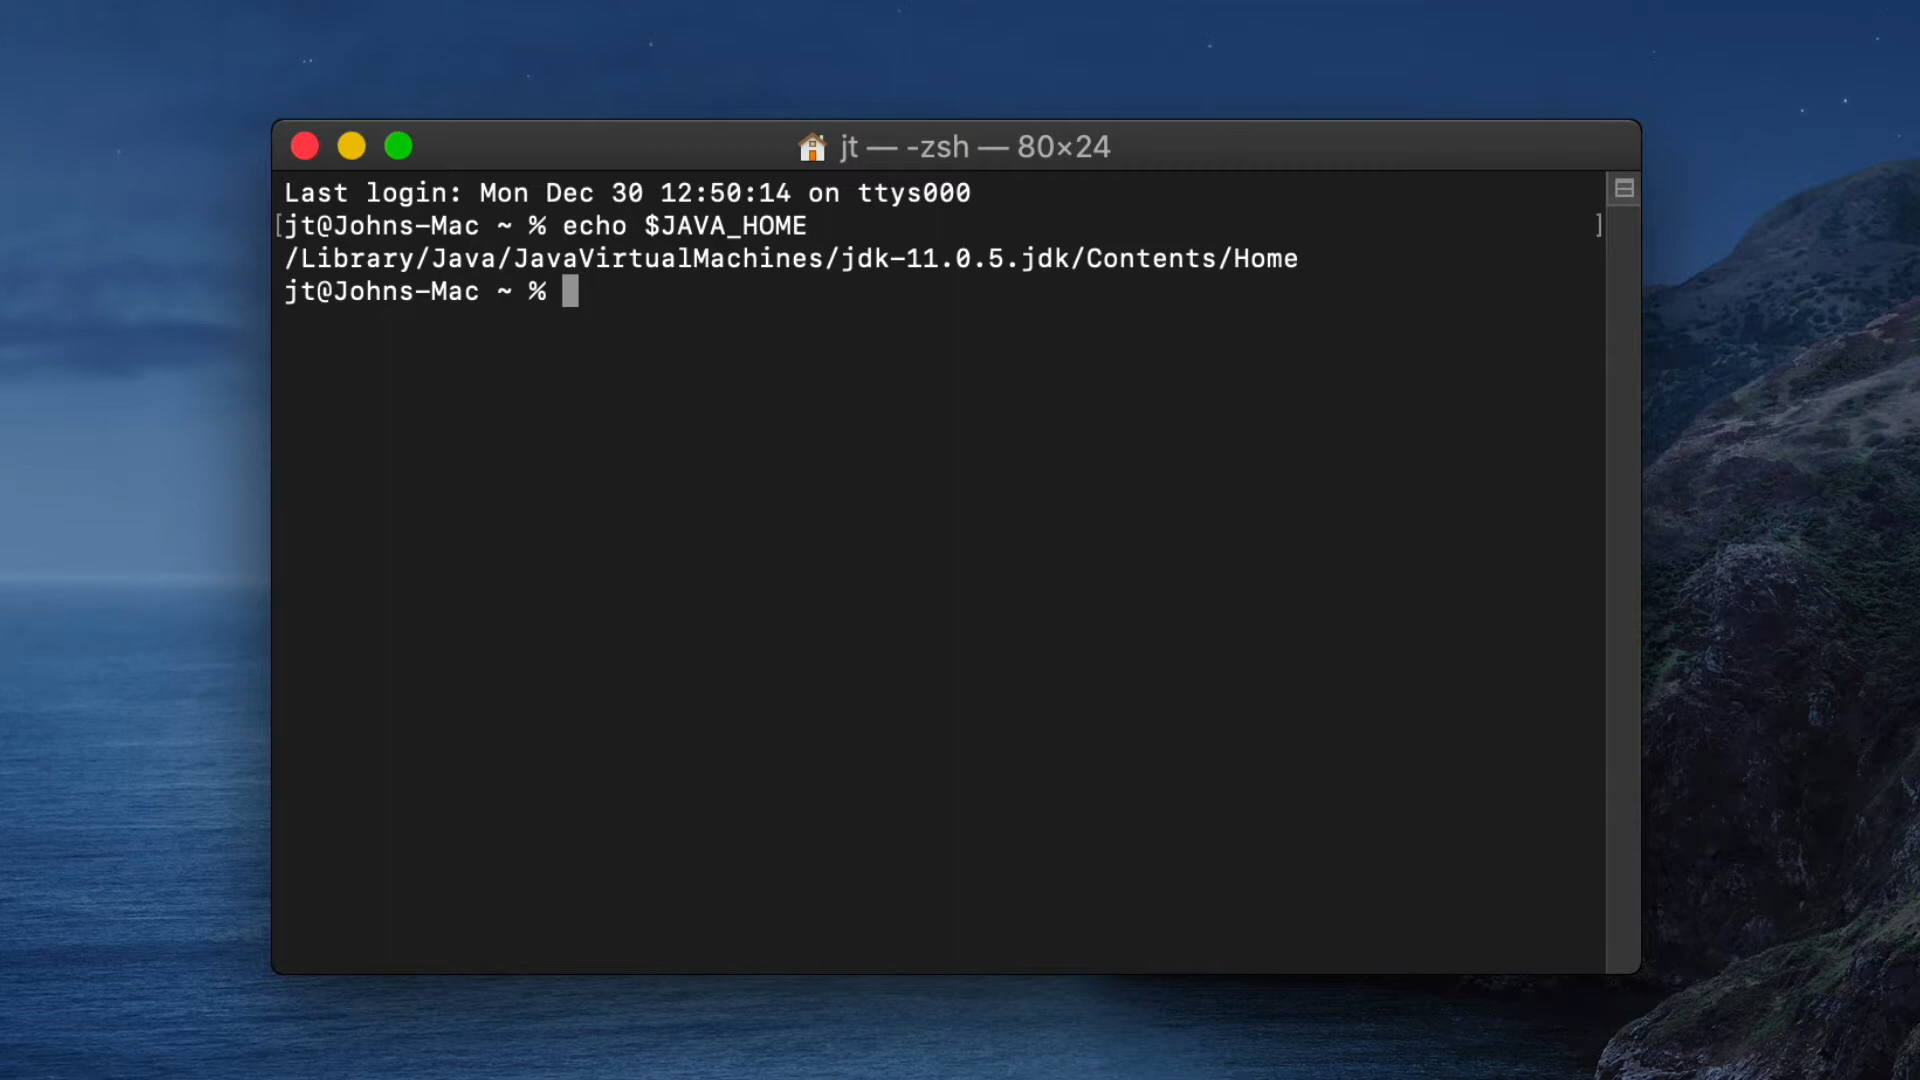 jt — -zsh — 80×24
Last login: Mon Dec 30 12:50:14 on ttys000
[jt@Johns-Mac ~ % echo $JAVA_HOME ]
/Library/Java/JavaVirtualMachines/jdk-11.0.5.jdk/Contents/Home
jt@Johns-Mac ~ %